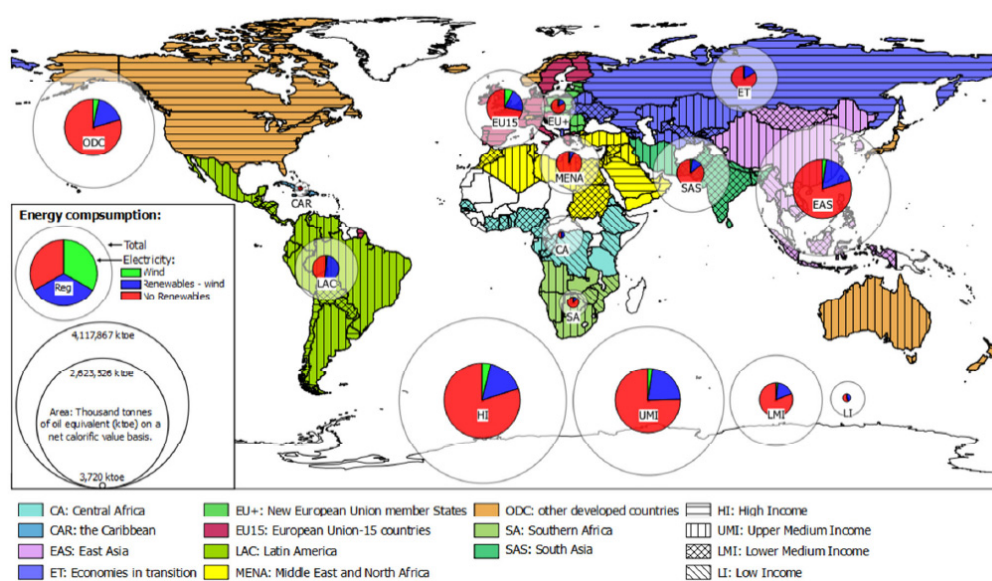 ODC
EU15
EU+
ET
MENA
SAS
EAS
CAR
CA
LAC
SA
HI
UMI
LMI
LI
Energy compsumption:
Total
Electricity:
Wind
Renewables - wind
No Renewables
Reg
4,117,867 ktoe
2,623,526 ktoe
Area: Thousand tonnes
of oil equivalent (ktoe) on a
net calorific value basis.
3,720 ktoe
CA: Central Africa
CAR: the Caribbean
EAS: East Asia
ET: Economies in transition
EU+: New European Union member States
EU15: European Union-15 countries
LAC: Latin America
MENA: Middle East and North Africa
ODC: other developed countries
SA: Southern Africa
SAS: South Asia
HI: High Income
UMI: Upper Medium Income
LMI: Lower Medium Income
LI: Low Income